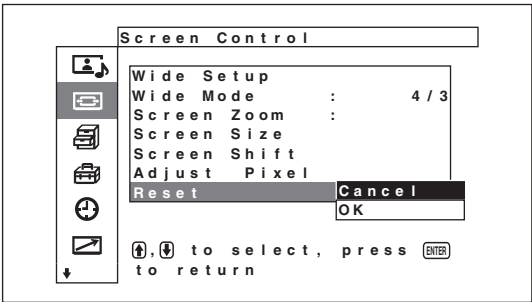 Screen Control
Wide Setup
Wide Mode : 4/3
Screen Zoom :
Screen Size
Screen Shift
Adjust Pixel
Reset Cancel
OK
, to select, press ENTER
to return